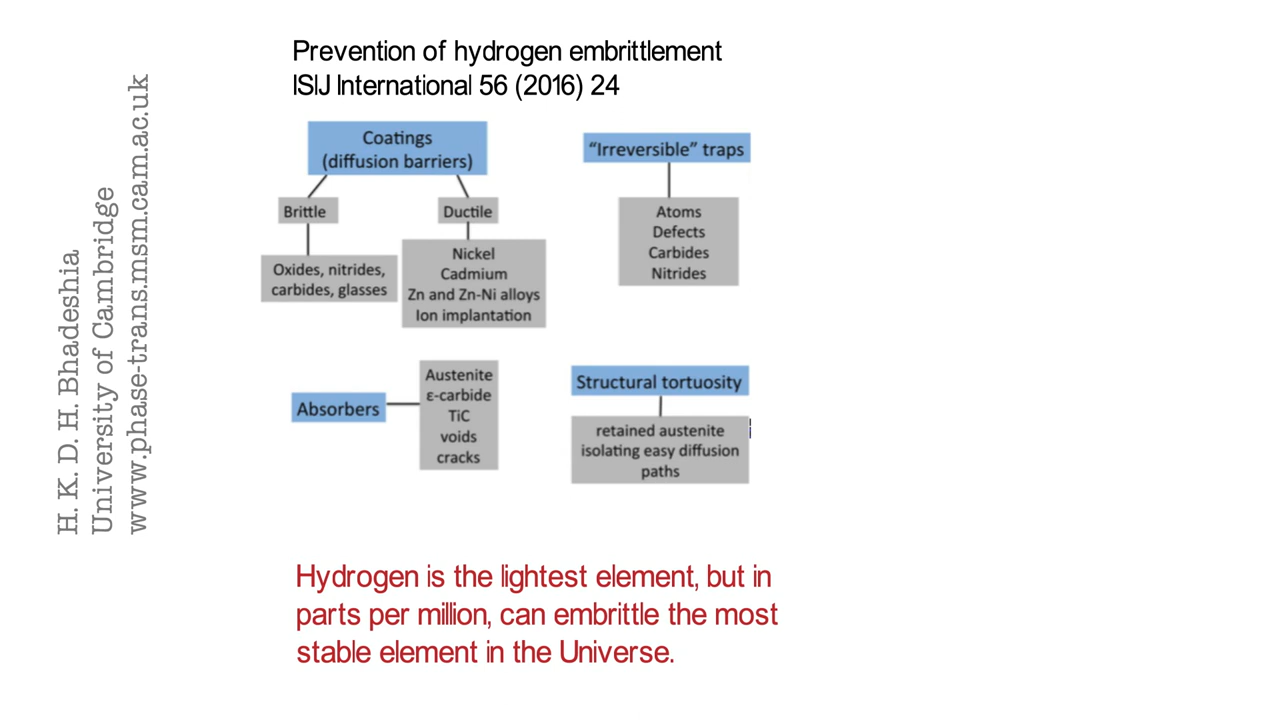 H. K. D. H. Bhadeshia
University of Cambridge
www.phase-trans.msm.cam.ac.uk
Prevention of hydrogen embrittlement
ISIJ International 56 (2016) 24
Coatings
(diffusion barriers)
Brittle
Oxides, nitrides,
carbides, glasses
Ductile
Nickel
Cadmium
Zn and Zn-Ni alloys
Ion implantation
“Irreversible” traps
Atoms
Defects
Carbides
Nitrides
Absorbers
Austenite
ε-carbide
TiC
voids
cracks
Structural tortuosity
retained austenite
isolating easy diffusion
paths
Hydrogen is the lightest element, but in
parts per million, can embrittle the most
stable element in the Universe.